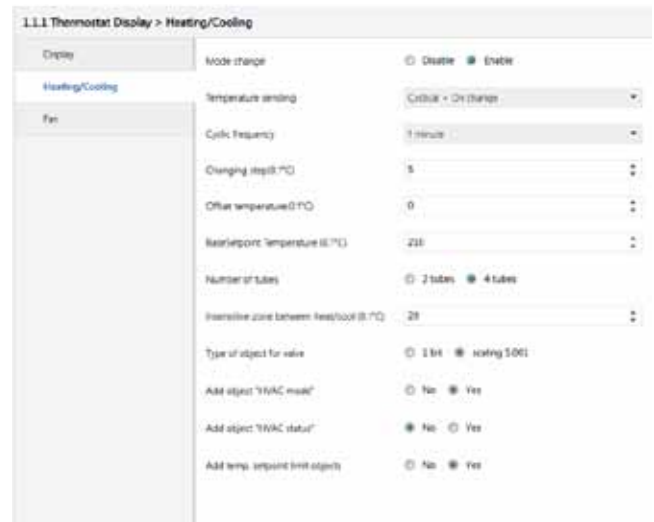 1.1.1 Thermostat Display > Heating/Cooling
Display
Heating/Cooling
Fan
Mode change Disable Enable
Temperature sending Cyclical + On change
Cyclic frequency 1 minute
Changing step(0.1°C) 5
Offset temperature(0.1°C) 0
Base/setpoint Temperature (0.1°C) 210
Number of tubes 2 tubes 4 tubes
Insensitive zone between heat/cool (0.1°C)
Type of object for valve 1 bit scaling 5.001
Add object "HVAC mode" No Yes
Add object "HVAC status" No Yes
Add temp. setpoint limit objects No Yes